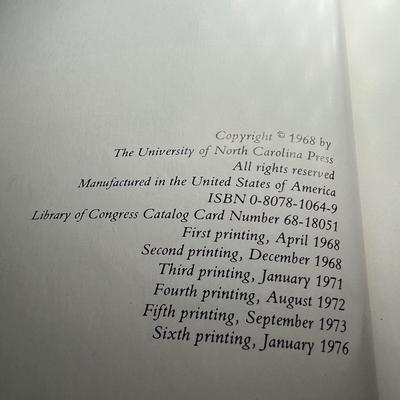 Copyright © 1968 by
The University of North Carolina Press
All rights reserved
Manufactured in the United States of America
ISBN 0-8078-1064-9
Library of Congress Catalog Card Number 68-18051
First printing, April 1968
Second printing, December 1968
Third printing, January 1971
Fourth printing, August 1972
Fifth printing, September 1973
Sixth printing, January 1976